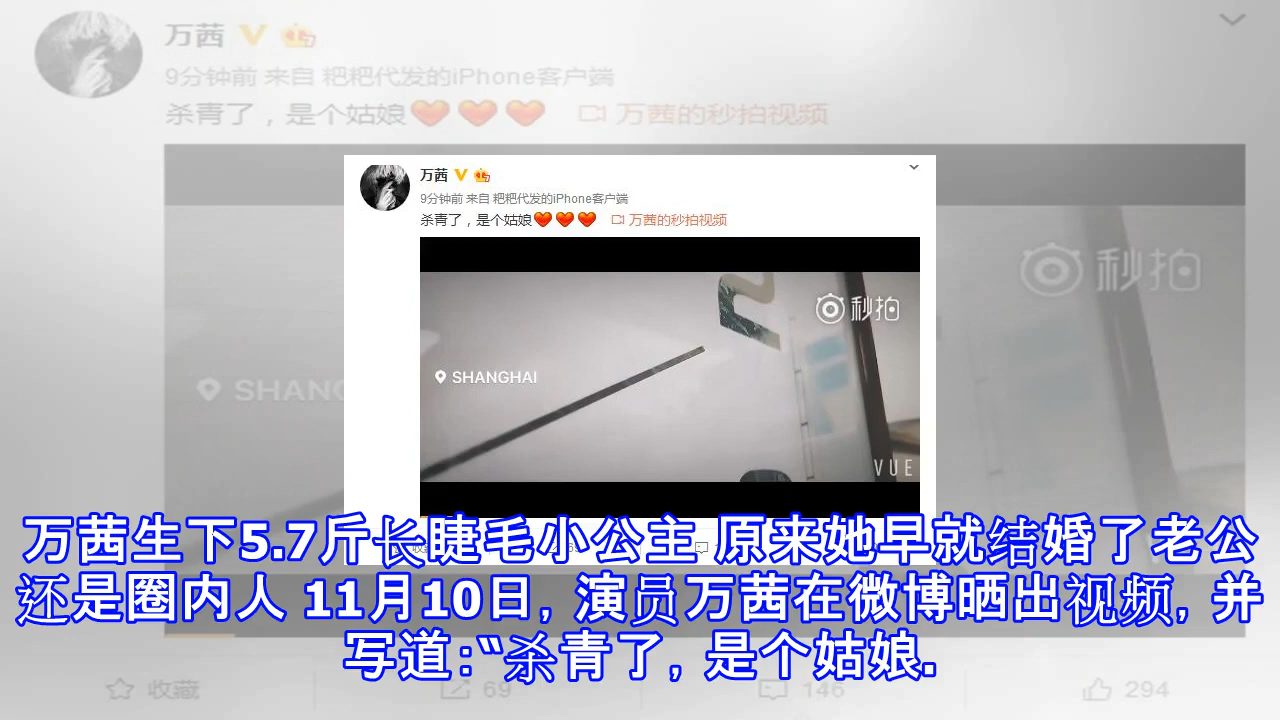 万茜
9分钟前 来自 粑粑代发的iPhone客户端
杀青了，是个姑娘❤❤❤ 万茜的秒拍视频
万茜
9分钟前 来自 粑粑代发的iPhone客户端
杀青了，是个姑娘❤❤❤ 万茜的秒拍视频
秒拍
秒拍
SHANGHAI
SHANG
VUE
万茜生下5.7斤长睫毛小公主 原来她早就结婚了老公
还是圈内人 11月10日, 演员万茜在微博晒出视频, 并
写道:“杀青了, 是个姑娘.
收藏 69 146 294